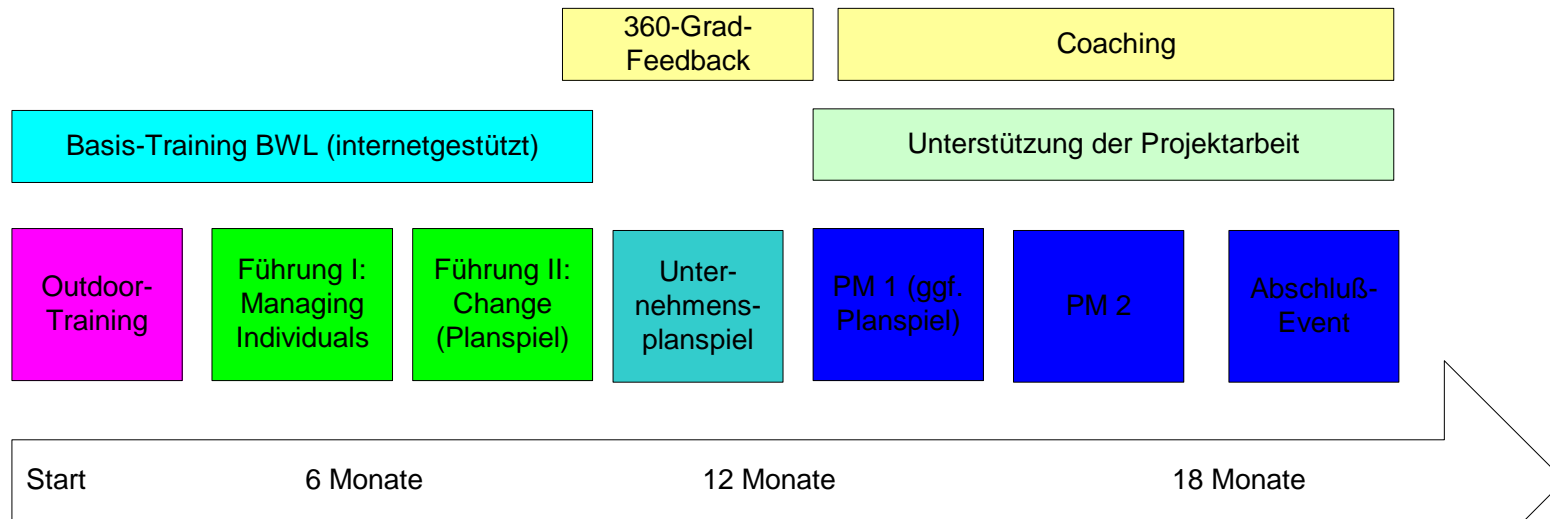 360-Grad-
Feedback
Coaching
Basis-Training BWL (internetgestützt)
Unterstützung der Projektarbeit
Outdoor-
Training
Führung I:
Managing
Individuals
Führung II:
Change
(Planspiel)
Unter-
nehmens-
planspiel
PM 1 (ggf.
Planspiel)
PM 2
Abschluß-
Event
Start
6 Monate
12 Monate
18 Monate